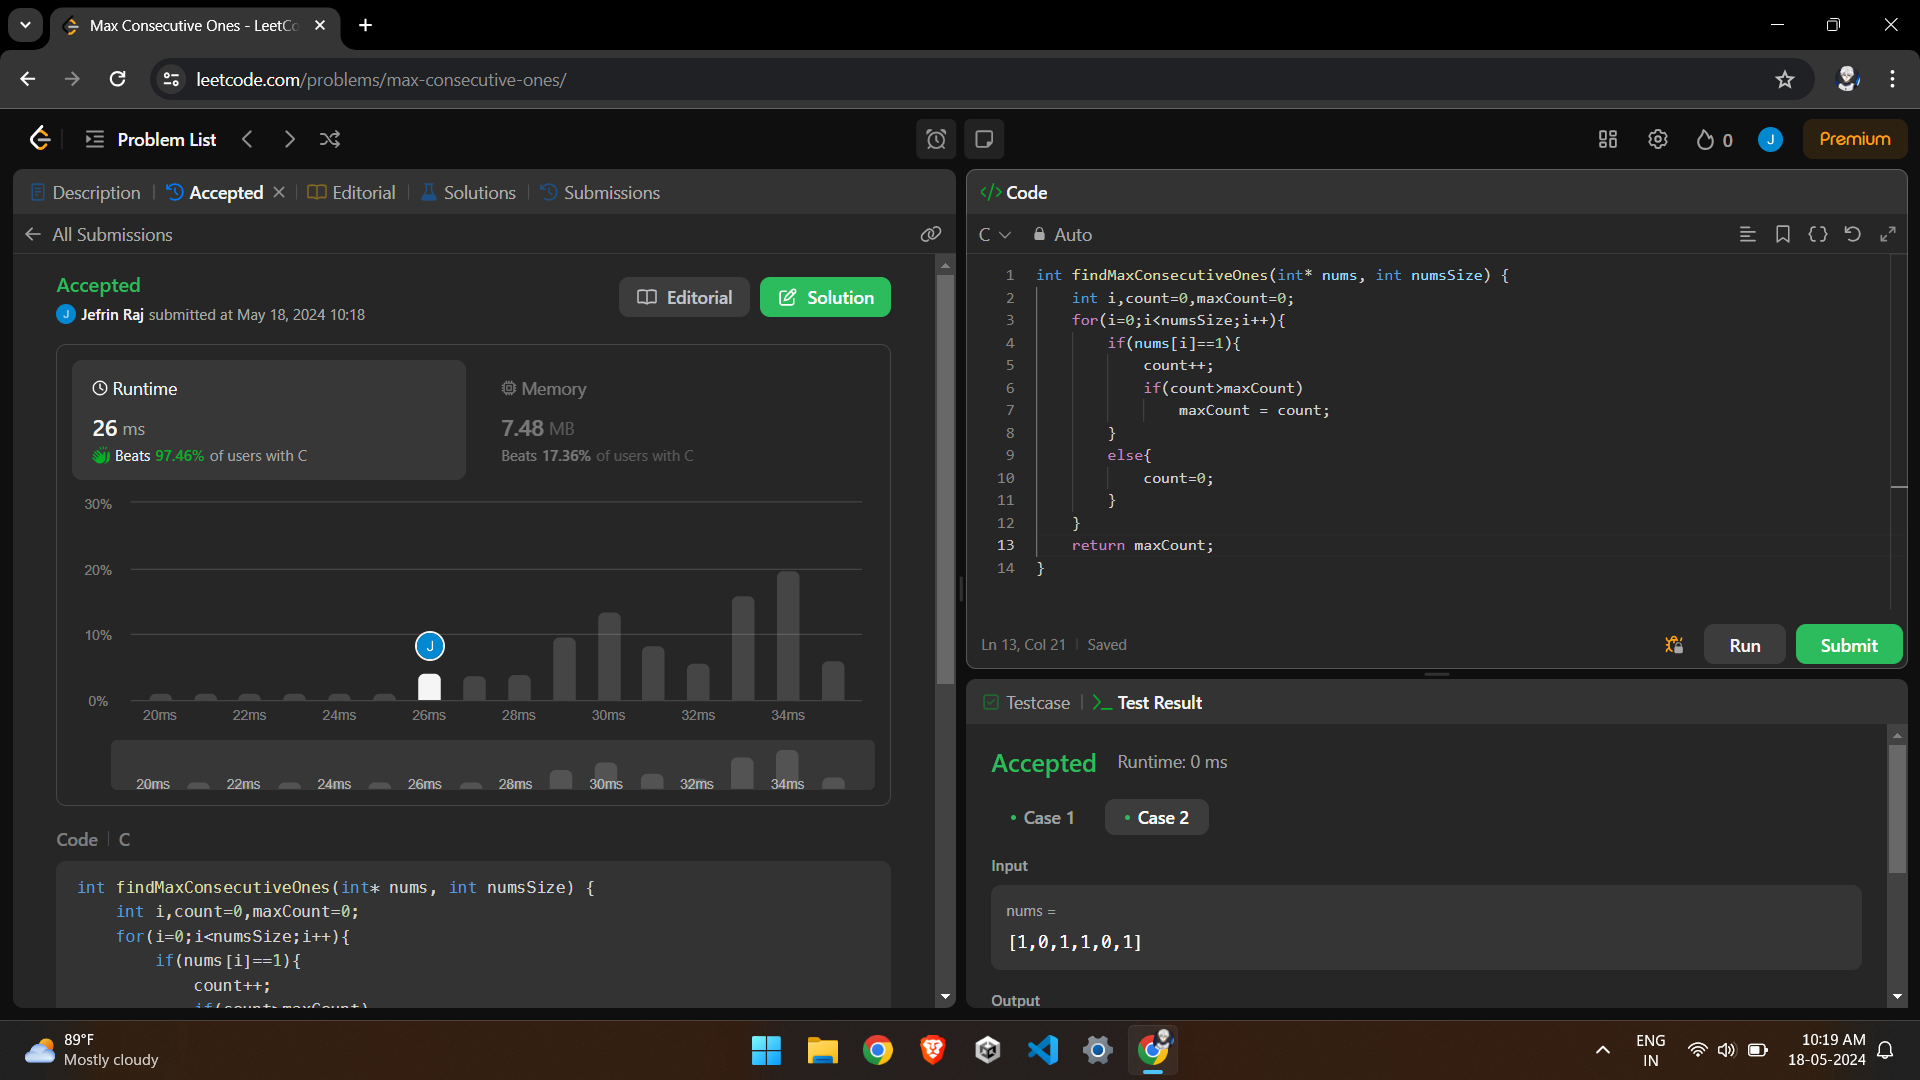 Max Consecutive Ones - LeetCo
leetcode.com/problems/max-consecutive-ones/
Problem List
0
J
Premium
Description
Accepted
Editorial
Solutions
Submissions
All Submissions
Accepted
J Jefrin Raj submitted at May 18, 2024 10:18
Editorial
Solution
Runtime
26 ms
Beats 97.46% of users with C
Memory
7.48 MB
Beats 17.36% of users with C
30%
20%
10%
0%
J
20ms 22ms 24ms 26ms 28ms 30ms 32ms 34ms
20ms 22ms 24ms 26ms 28ms 30ms 32ms 34ms
Code | C
int findMaxConsecutiveOnes(int* nums, int numsSize) {
int i,count=0,maxCount=0;
for(i=0;i<numsSize;i++){
if(nums[i]==1){
count++;
if(count>maxCount)
</> Code
C
Auto
1 int findMaxConsecutiveOnes(int* nums, int numsSize) {
2 int i,count=0,maxCount=0;
3 for(i=0;i<numsSize;i++){
4 if(nums[i]==1){
5 count++;
6 if(count>maxCount)
7 maxCount = count;
8 }
9 else{
10 count=0;
11 }
12 }
13 return maxCount;
14 }
Ln 13, Col 21 | Saved
Run
Submit
Testcase
Test Result
Accepted
Runtime: 0 ms
• Case 1
• Case 2
Input
nums =
[1,0,1,1,0,1]
Output
89°F
Mostly cloudy
ENG
IN
10:19 AM
18-05-2024